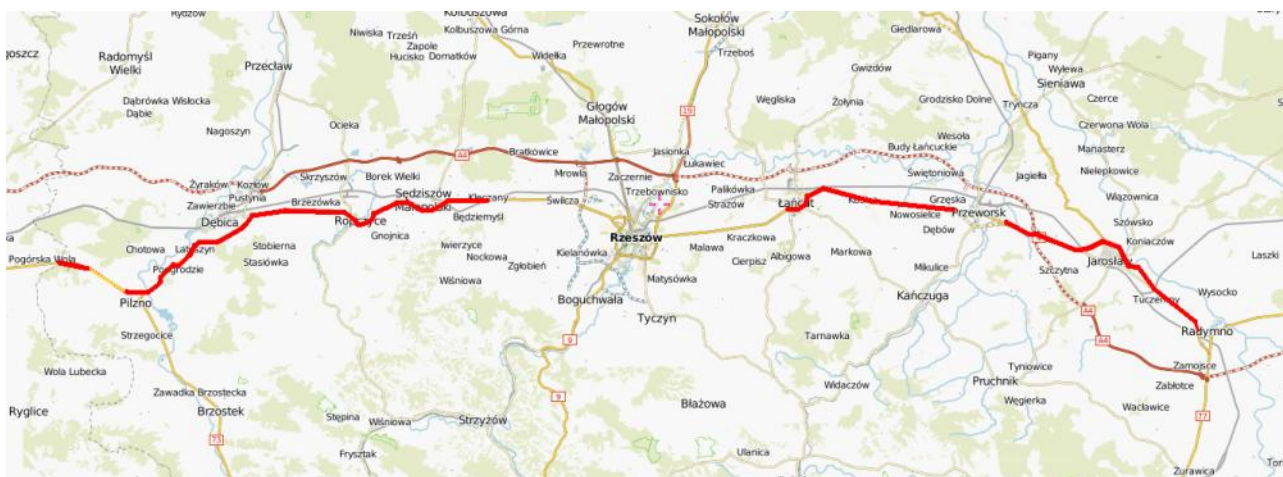 Rydzów
Kolbuszowa
Stary
Niwiska
Trześń
Kolbuszowa Górna
Sokołów
Małopolski
Giedlarowa
Radomyśl
Wielki
Zapole
Hucisko
Domatków
Widełka
Przewrotne
Trzeboś
Pigany
Wylewa
Przecław
Gwizdów
Sieniawa
Dąbrówka Wisłocka
Dąbie
Głogów
Małopolski
Węgliska
Żołynia
Grodzisko Dolne
Czerce
Tryńcza
19
Nagoszyn
Ocieka
Wesoła
Czerwona Wola
A4
Bratkowice
Jasionka
Budy Łańcuckie
Manasterz
Skrzyszów
Borek Wielki
Mrowla
Łukawiec
Żyraków
Kozłów
Zaczernie
Świętoniowa
Jagiełła
Nielepkowice
Pustynia
Sędziszów
Małopolski
Klęczany
Trzebownisko
Palikówka
Wiązownica
Zawierzbie
Brzezówka
Świlcza
Strażów
Łańcut
Grzęska
Dębica
Ropczyce
Będziemyśl
Nowosielce
Przeworsk
Szówsko
Gnojnica
Rzeszów
Kraczkowa
Dębów
Koniaczów
Chotowa
Latoszyn
Stobierna
Iwierzyce
Nockowa
Kielanówka
Malawa
Markowa
Jarosław
Laszki
Pogórska Wola
Podgrodzie
Stasiówka
Zgłobień
Cierpisz
Albigowa
Mikulice
Szczytna
Wiśniowa
Matysówka
Wysocko
Pilzno
Boguchwała
Kańczuga
Tuczempy
Tyczyn
A4
Strzegocice
Tarnawka
Radymno
9
A4
Wola Lubecka
Tyniowice
Zamojsce
Zawadka Brzostecka
Widaczów
Pruchnik
Zabłotce
Ryglice
Brzostek
Stępina
Wiśniowa
Strzyżów
9
Błażowa
Węgierka
Wacławice
77
73
Frysztak
Ulanica
Żurawica